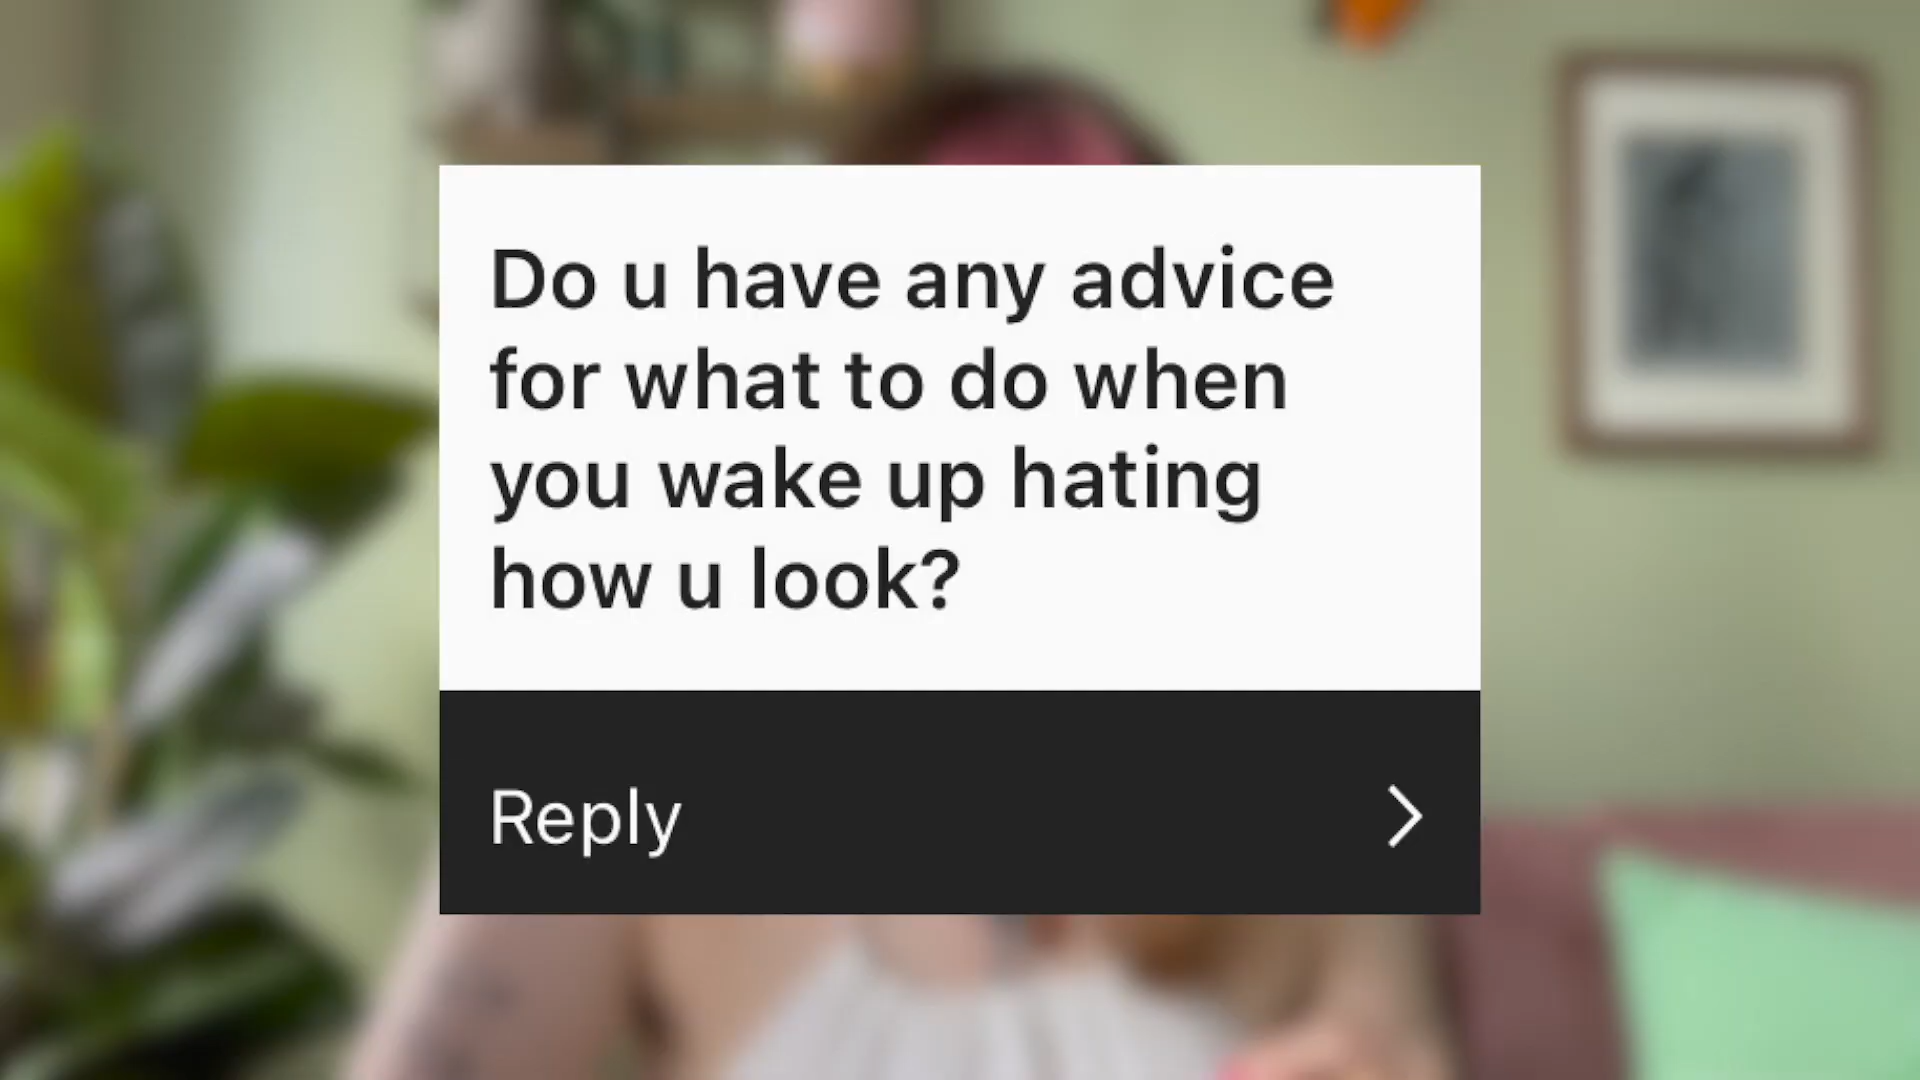 Do u have any advice
for what to do when
you wake up hating
how u look?
Reply